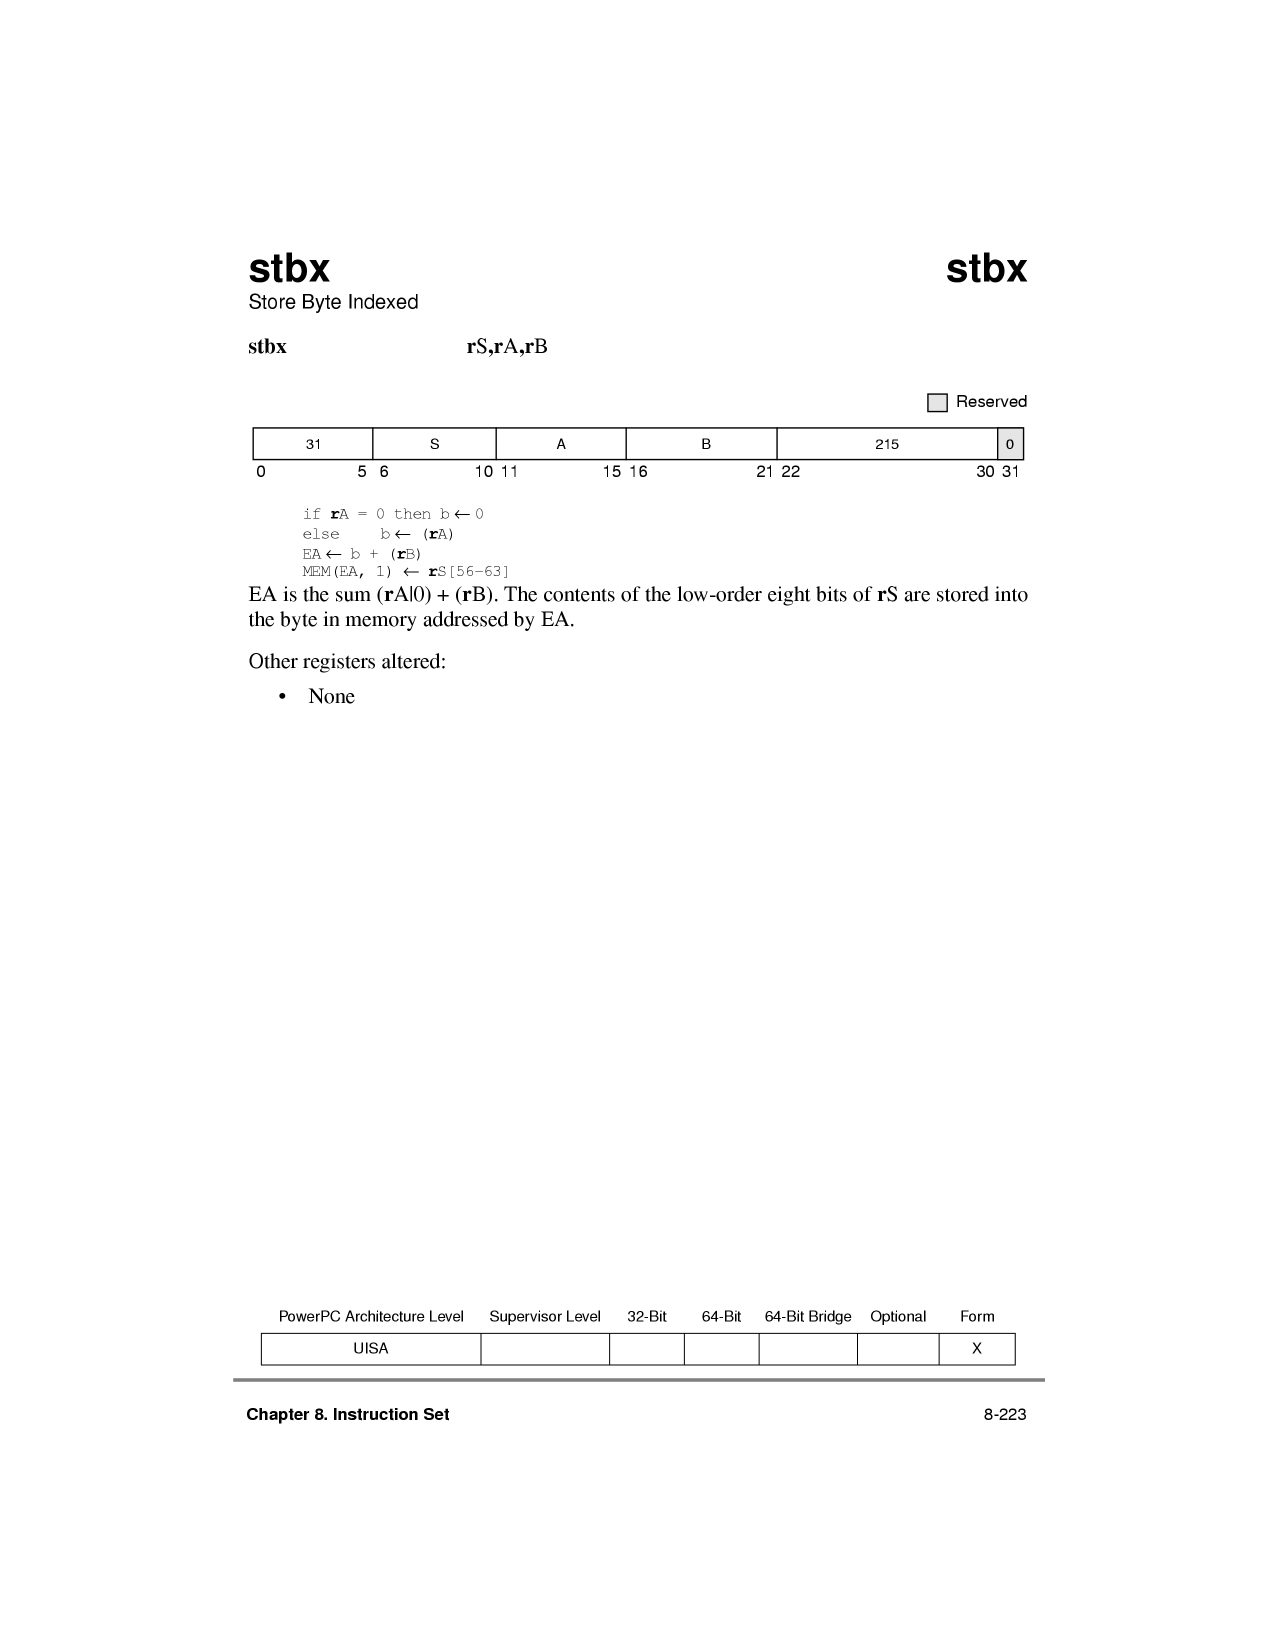 stbx stbx
Store Byte Indexed
stbx rS,rA,rB
Reserved
31 S A B 215 0
0 5 6 10 11 15 16 21 22 30 31
if rA = 0 then b ← 0
else b ← (rA)
EA ← b + (rB)
MEM(EA, 1) ← rS[56–63]
EA is the sum (rA|0) + (rB). The contents of the low-order eight bits of rS are stored into
the byte in memory addressed by EA.
Other registers altered:
• None
PowerPC Architecture Level Supervisor Level 32-Bit 64-Bit 64-Bit Bridge Optional Form
UISA X
Chapter 8. Instruction Set 8-223